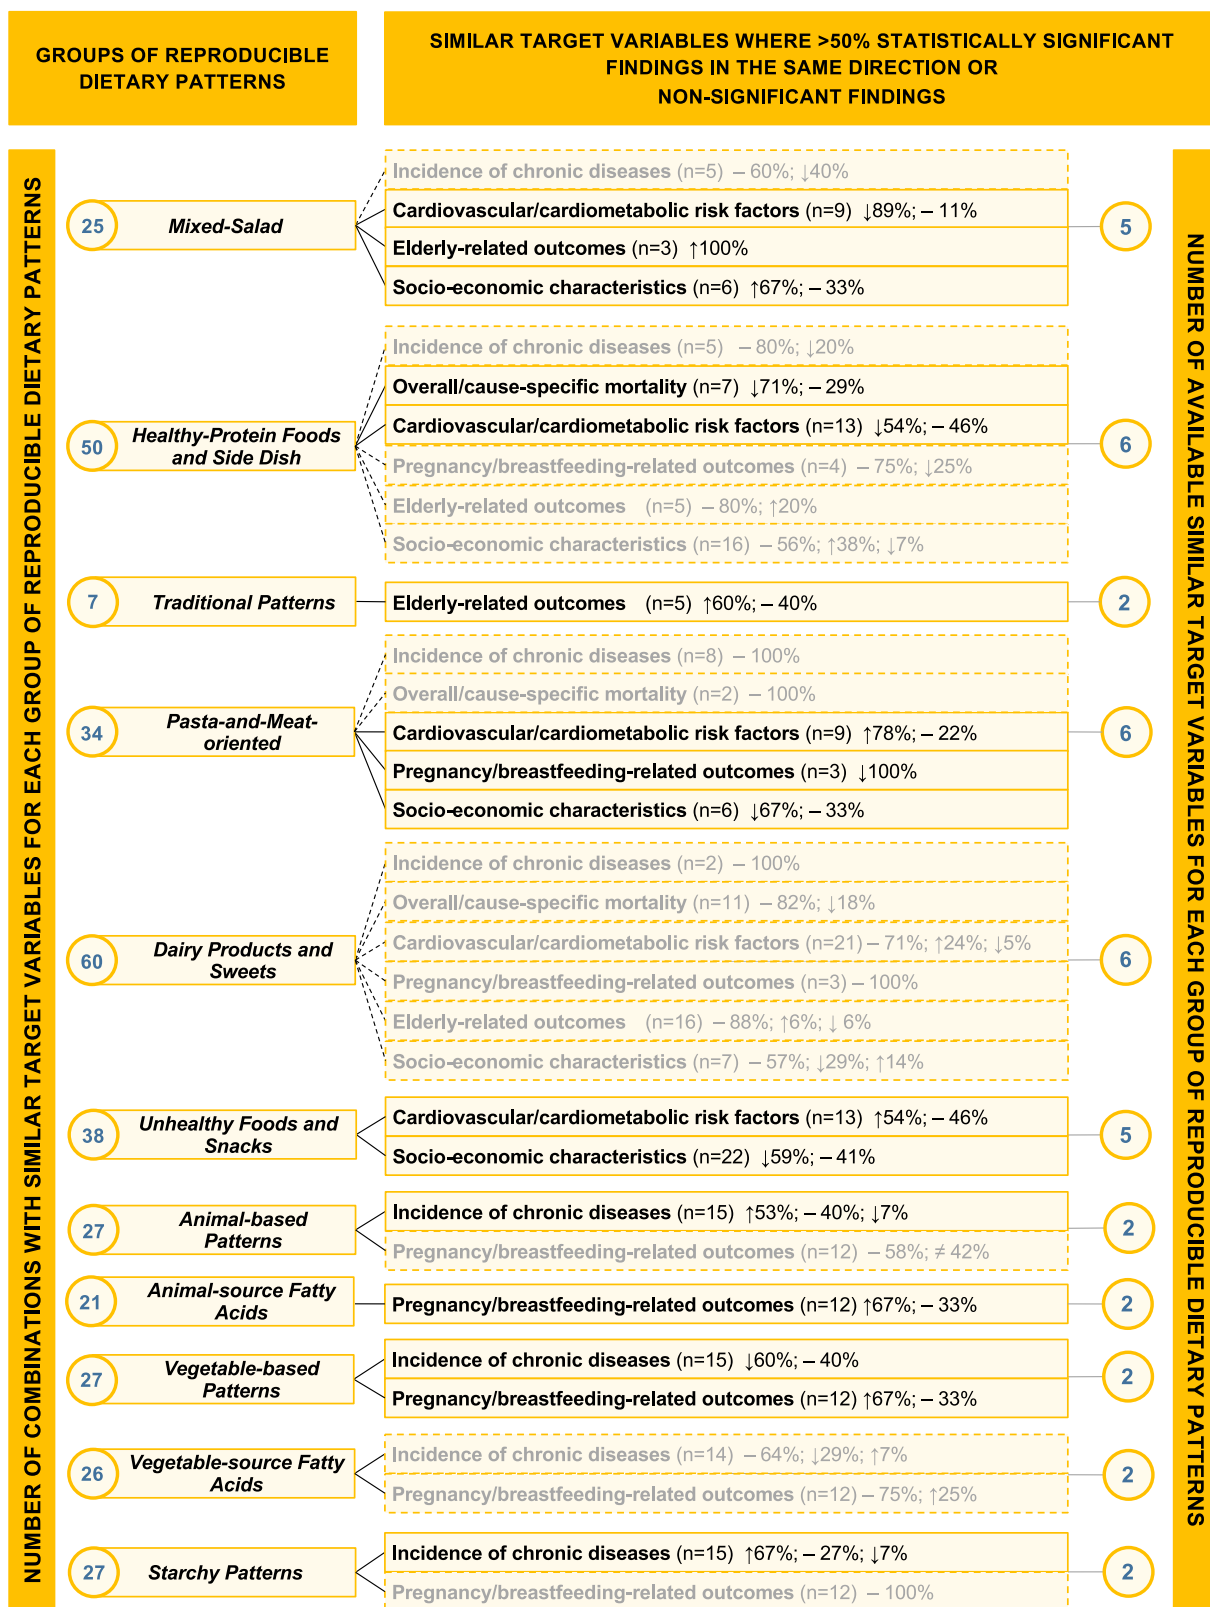 GROUPS OF REPRODUCIBLE
DIETARY PATTERNS
SIMILAR TARGET VARIABLES WHERE >50% STATISTICALLY SIGNIFICANT
FINDINGS IN THE SAME DIRECTION OR
NON-SIGNIFICANT FINDINGS
NUMBER OF COMBINATIONS WITH SIMILAR TARGET VARIABLES FOR EACH GROUP OF REPRODUCIBLE DIETARY PATTERNS
25
Mixed-Salad
Incidence of chronic diseases (n=5) – 60%; ↓40%
Cardiovascular/cardiometabolic risk factors (n=9) ↓89%; – 11%
Elderly-related outcomes (n=3) ↑100%
Socio-economic characteristics (n=6) ↑67%; – 33%
5
50
Healthy-Protein Foods
and Side Dish
Incidence of chronic diseases (n=5) – 80%; ↓20%
Overall/cause-specific mortality (n=7) ↓71%; – 29%
Cardiovascular/cardiometabolic risk factors (n=13) ↓54%; – 46%
Pregnancy/breastfeeding-related outcomes (n=4) – 75%; ↓25%
Elderly-related outcomes (n=5) – 80%; ↑20%
Socio-economic characteristics (n=16) – 56%; ↑38%; ↓7%
6
7
Traditional Patterns
Elderly-related outcomes (n=5) ↑60%; – 40%
2
34
Pasta-and-Meat-
oriented
Incidence of chronic diseases (n=8) – 100%
Overall/cause-specific mortality (n=2) – 100%
Cardiovascular/cardiometabolic risk factors (n=9) ↑78%; – 22%
Pregnancy/breastfeeding-related outcomes (n=3) ↓100%
Socio-economic characteristics (n=6) ↓67%; – 33%
6
60
Dairy Products and
Sweets
Incidence of chronic diseases (n=2) – 100%
Overall/cause-specific mortality (n=11) – 82%; ↓18%
Cardiovascular/cardiometabolic risk factors (n=21) – 71%; ↑24%; ↓5%
Pregnancy/breastfeeding-related outcomes (n=3) – 100%
Elderly-related outcomes (n=16) – 88%; ↑6%; ↓ 6%
Socio-economic characteristics (n=7) – 57%; ↓29%; ↑14%
6
38
Unhealthy Foods and
Snacks
Cardiovascular/cardiometabolic risk factors (n=13) ↑54%; – 46%
Socio-economic characteristics (n=22) ↓59%; – 41%
5
27
Animal-based
Patterns
Incidence of chronic diseases (n=15) ↑53%; – 40%; ↓7%
Pregnancy/breastfeeding-related outcomes (n=12) – 58%; ≠ 42%
2
21
Animal-source Fatty
Acids
Pregnancy/breastfeeding-related outcomes (n=12) ↑67%; – 33%
2
27
Vegetable-based
Patterns
Incidence of chronic diseases (n=15) ↓60%; – 40%
Pregnancy/breastfeeding-related outcomes (n=12) ↑67%; – 33%
2
26
Vegetable-source Fatty
Acids
Incidence of chronic diseases (n=14) – 64%; ↓29%; ↑7%
Pregnancy/breastfeeding-related outcomes (n=12) – 75%; ↑25%
2
27
Starchy Patterns
Incidence of chronic diseases (n=15) ↑67%; – 27%; ↓7%
Pregnancy/breastfeeding-related outcomes (n=12) – 100%
2
NUMBER OF AVAILABLE SIMILAR TARGET VARIABLES FOR EACH GROUP OF REPRODUCIBLE DIETARY PATTERNS